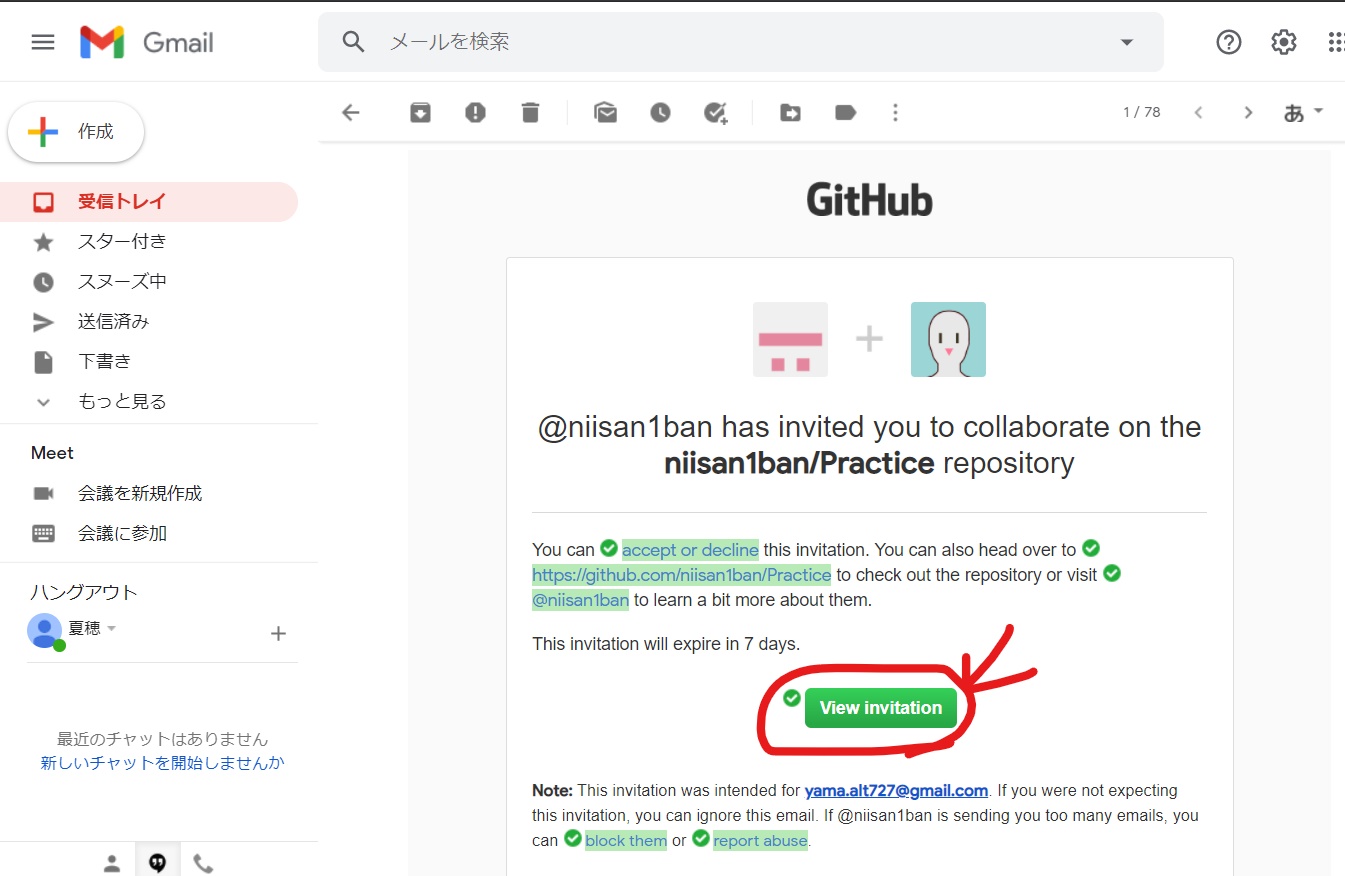 Gmail
メールを検索
作成
1 / 78
あ
受信トレイ
スター付き
スヌーズ中
送信済み
下書き
もっと見る
Meet
会議を新規作成
会議に参加
ハングアウト
夏穂
最近のチャットはありません
新しいチャットを開始しませんか
GitHub
@niisan1ban has invited you to collaborate on the
niisan1ban/Practice repository
You can accept or decline this invitation. You can also head over to
https://github.com/niisan1ban/Practice to check out the repository or visit
@niisan1ban to learn a bit more about them.
This invitation will expire in 7 days.
View invitation
Note: This invitation was intended for yama.alt727@gmail.com. If you were not expecting
this invitation, you can ignore this email. If @niisan1ban is sending you too many emails, you
can block them or report abuse.